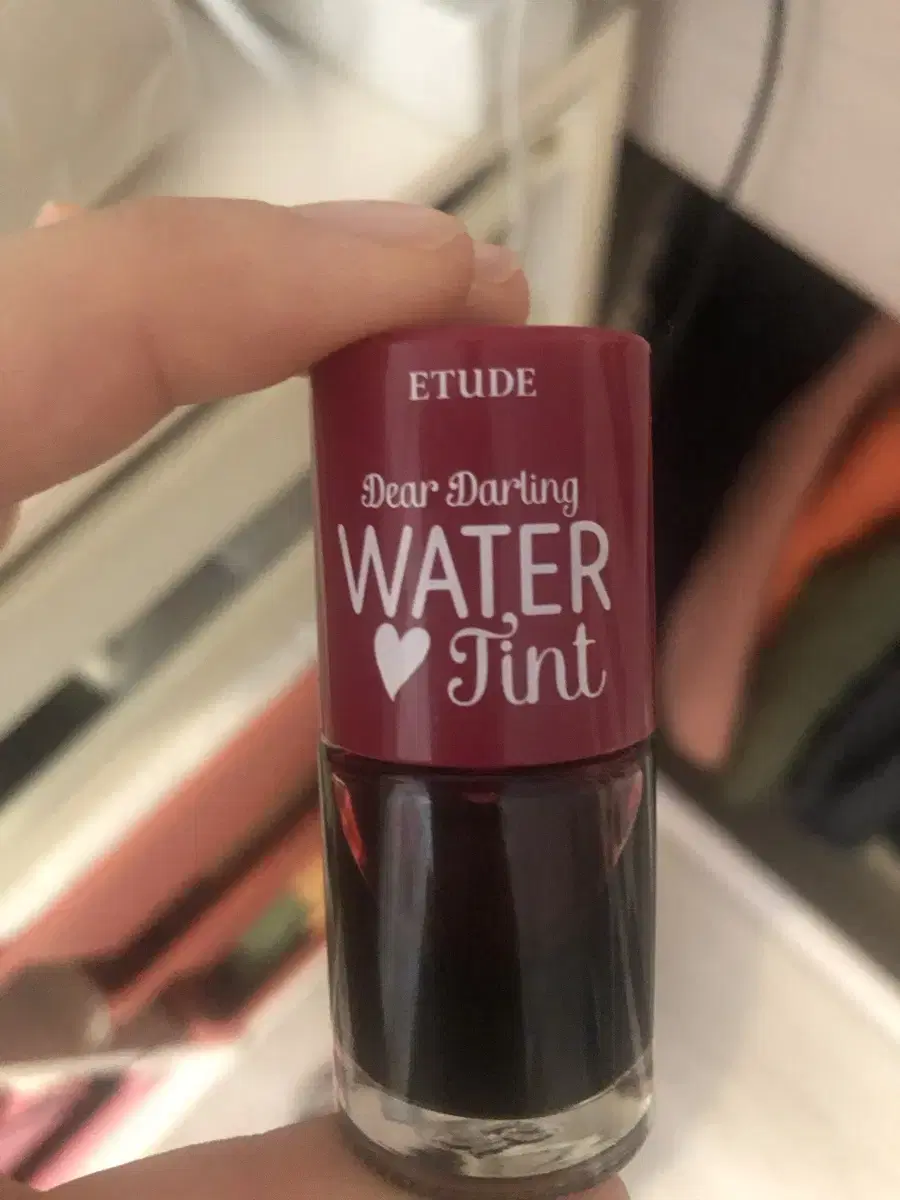 ETUDE
Dear Darling
WATER
Tint